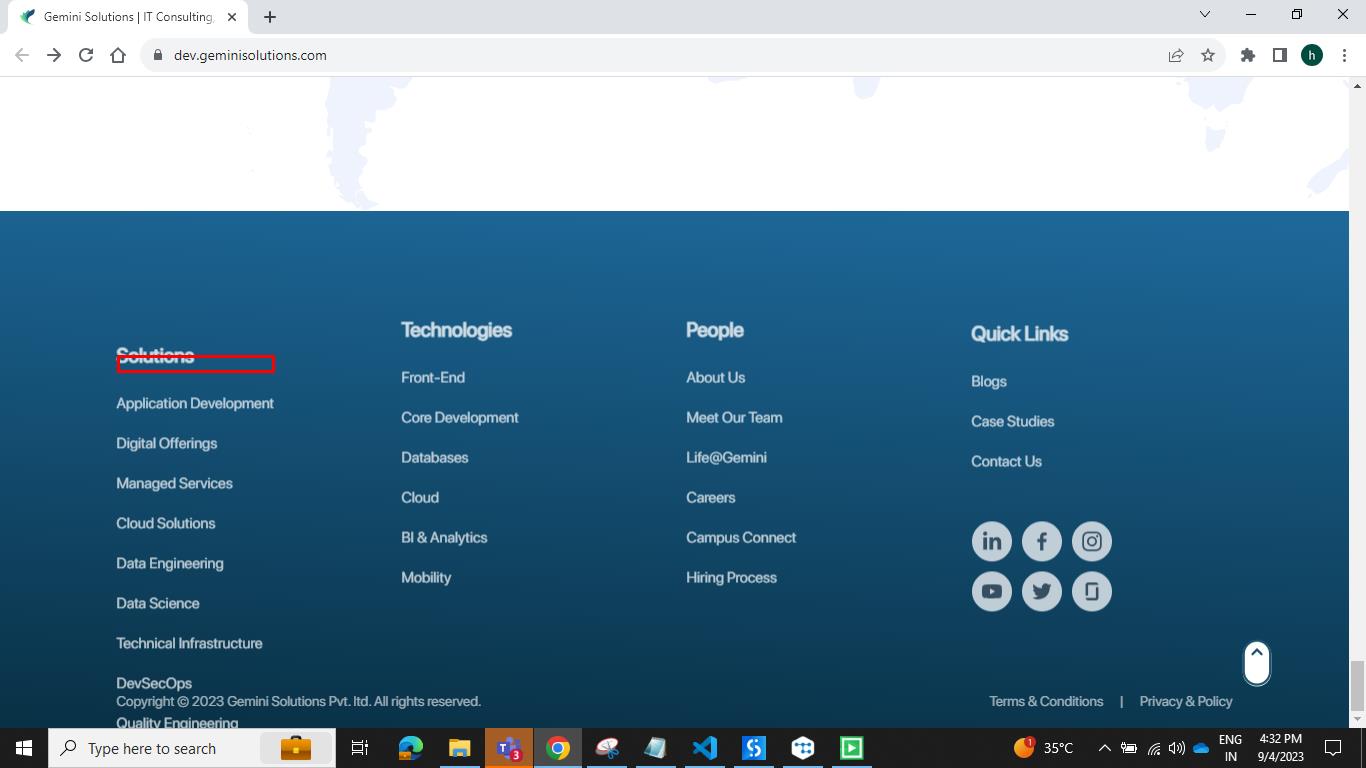 Gemini Solutions | IT Consulting,
dev.geminisolutions.com
h
Solutions
Application Development
Digital Offerings
Managed Services
Cloud Solutions
Data Engineering
Data Science
Technical Infrastructure
DevSecOps
Quality Engineering
Technologies
Front-End
Core Development
Databases
Cloud
BI & Analytics
Mobility
People
About Us
Meet Our Team
Life@Gemini
Careers
Campus Connect
Hiring Process
Quick Links
Blogs
Case Studies
Contact Us
Copyright © 2023 Gemini Solutions Pvt. ltd. All rights reserved.
Terms & Conditions | Privacy & Policy
Type here to search
3
1
35°C
ENG
IN
4:32 PM
9/4/2023